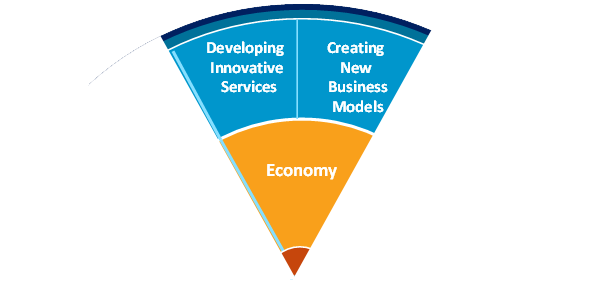 Developing
Innovative
Services
Creating
New
Business
Models
Economy